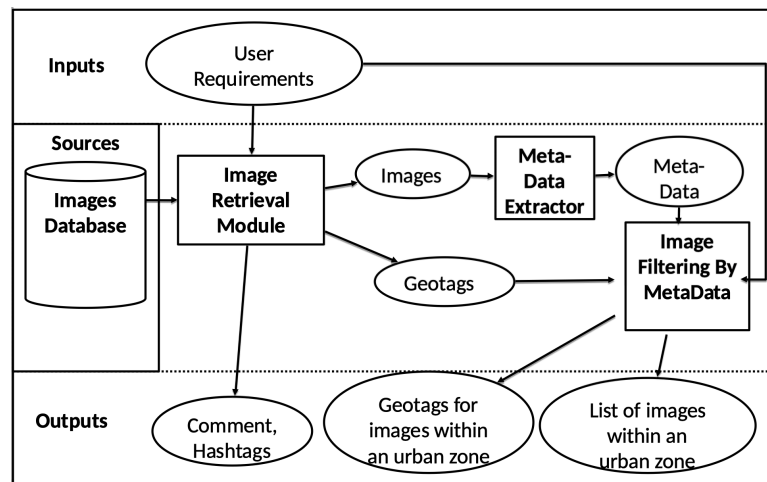 Inputs
User
Requirements
Sources
Images
Database
Image
Retrieval
Module
Images
Meta-
Data
Extractor
Meta-
Data
Geotags
Image
Filtering By
MetaData
Outputs
Comment,
Hashtags
Geotags for
images within
an urban zone
List of images
within an
urban zone